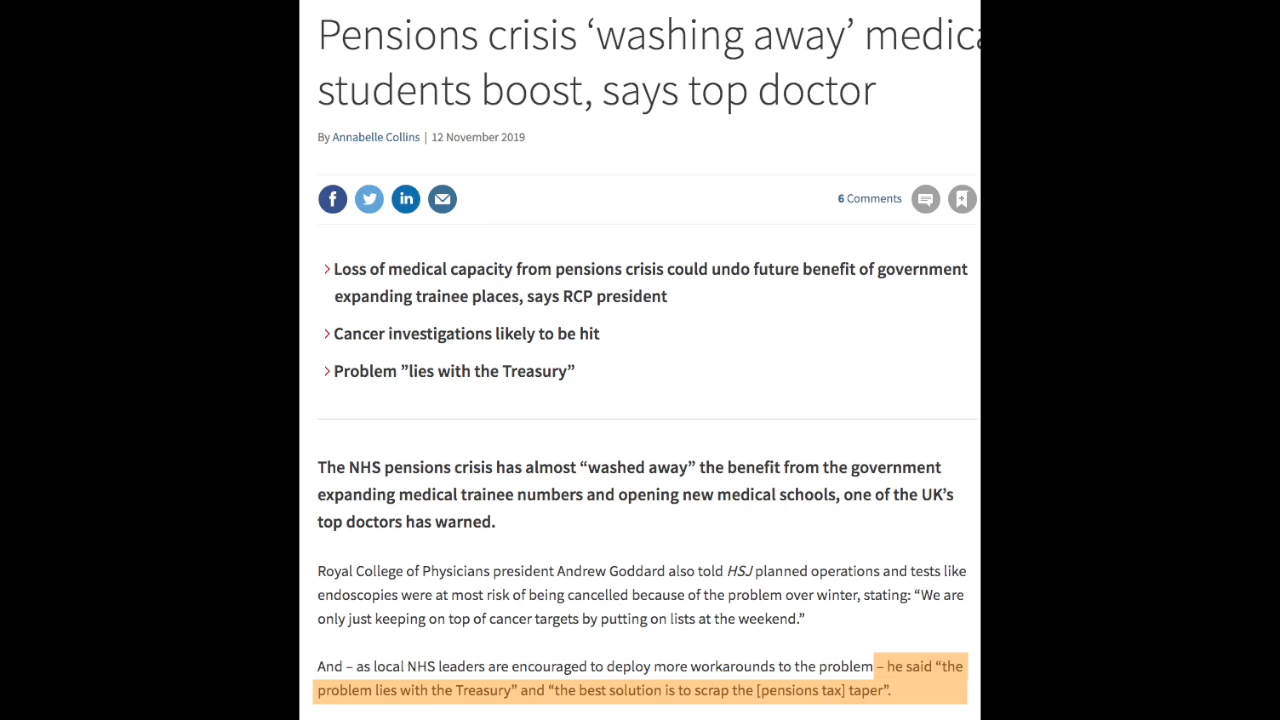 Pensions crisis ‘washing away’ medica
students boost, says top doctor
By Annabelle Collins | 12 November 2019
f in 6 Comments
Loss of medical capacity from pensions crisis could undo future benefit of government
expanding trainee places, says RCP president
Cancer investigations likely to be hit
Problem ”lies with the Treasury”
The NHS pensions crisis has almost “washed away” the benefit from the government
expanding medical trainee numbers and opening new medical schools, one of the UK’s
top doctors has warned.
Royal College of Physicians president Andrew Goddard also told HSJ planned operations and tests like
endoscopies were at most risk of being cancelled because of the problem over winter, stating: “We are
only just keeping on top of cancer targets by putting on lists at the weekend.”
And – as local NHS leaders are encouraged to deploy more workarounds to the problem – he said “the
problem lies with the Treasury” and “the best solution is to scrap the [pensions tax] taper”.